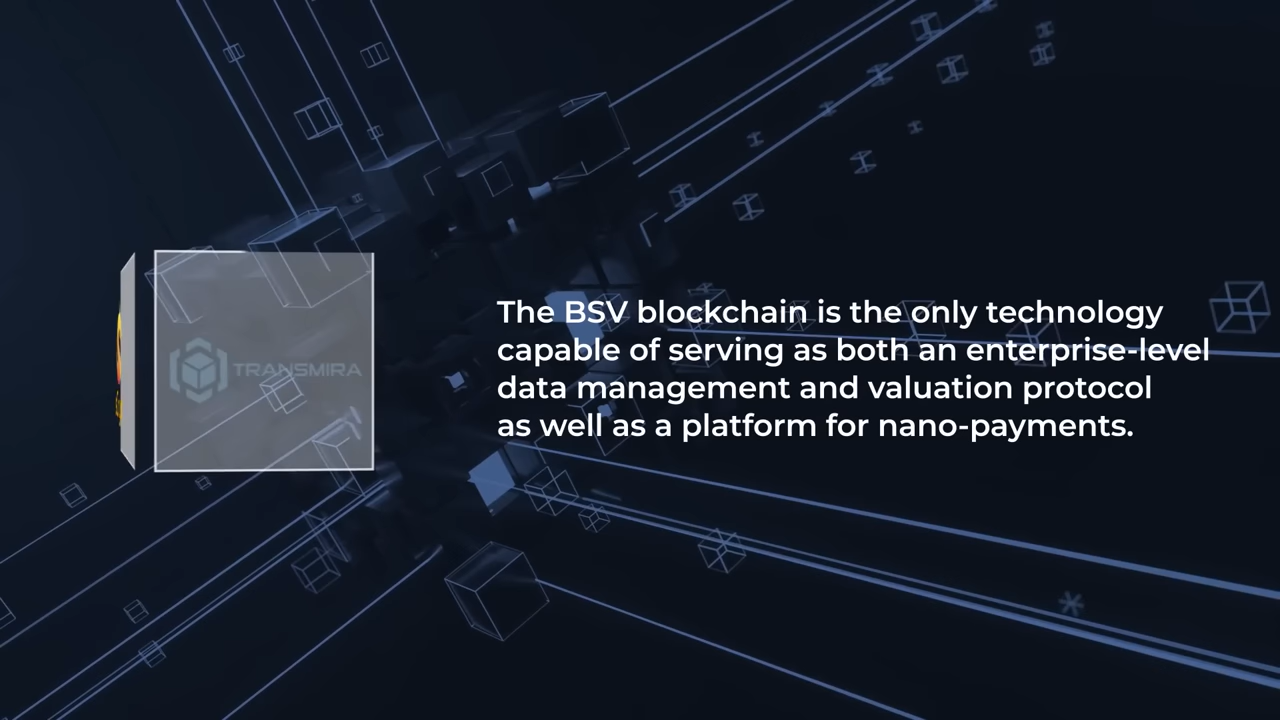 TRANSMIRA
The BSV blockchain is the only technology
capable of serving as both an enterprise-level
data management and valuation protocol
as well as a platform for nano-payments.